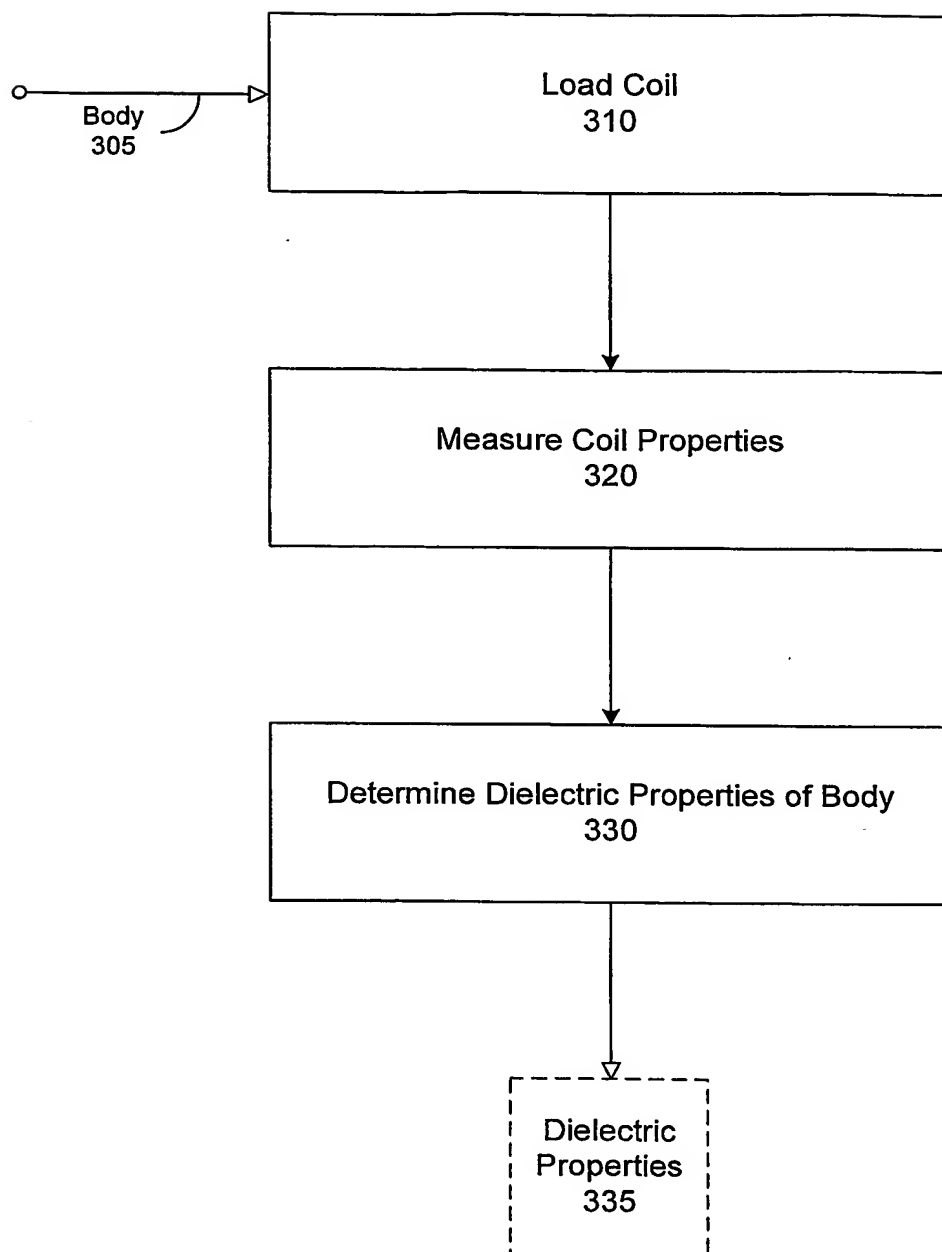 Load Coil
310
Body
305
Measure Coil Properties
320
Determine Dielectric Properties of Body
330
Dielectric
Properties
335